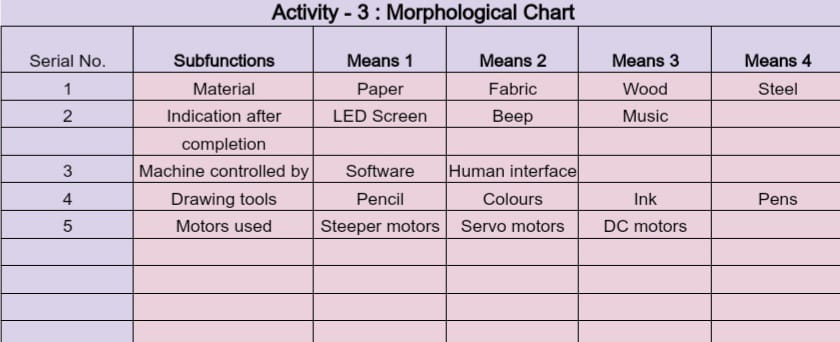 Activity - 3 : Morphological Chart
Serial No. Subfunctions Means 1 Means 2 Means 3 Means 4
1 Material Paper Fabric Wood Steel
2 Indication after LED Screen Beep Music
completion
3 Machine controlled by Software Human interface
4 Drawing tools Pencil Colours Ink Pens
5 Motors used Steeper motors Servo motors DC motors